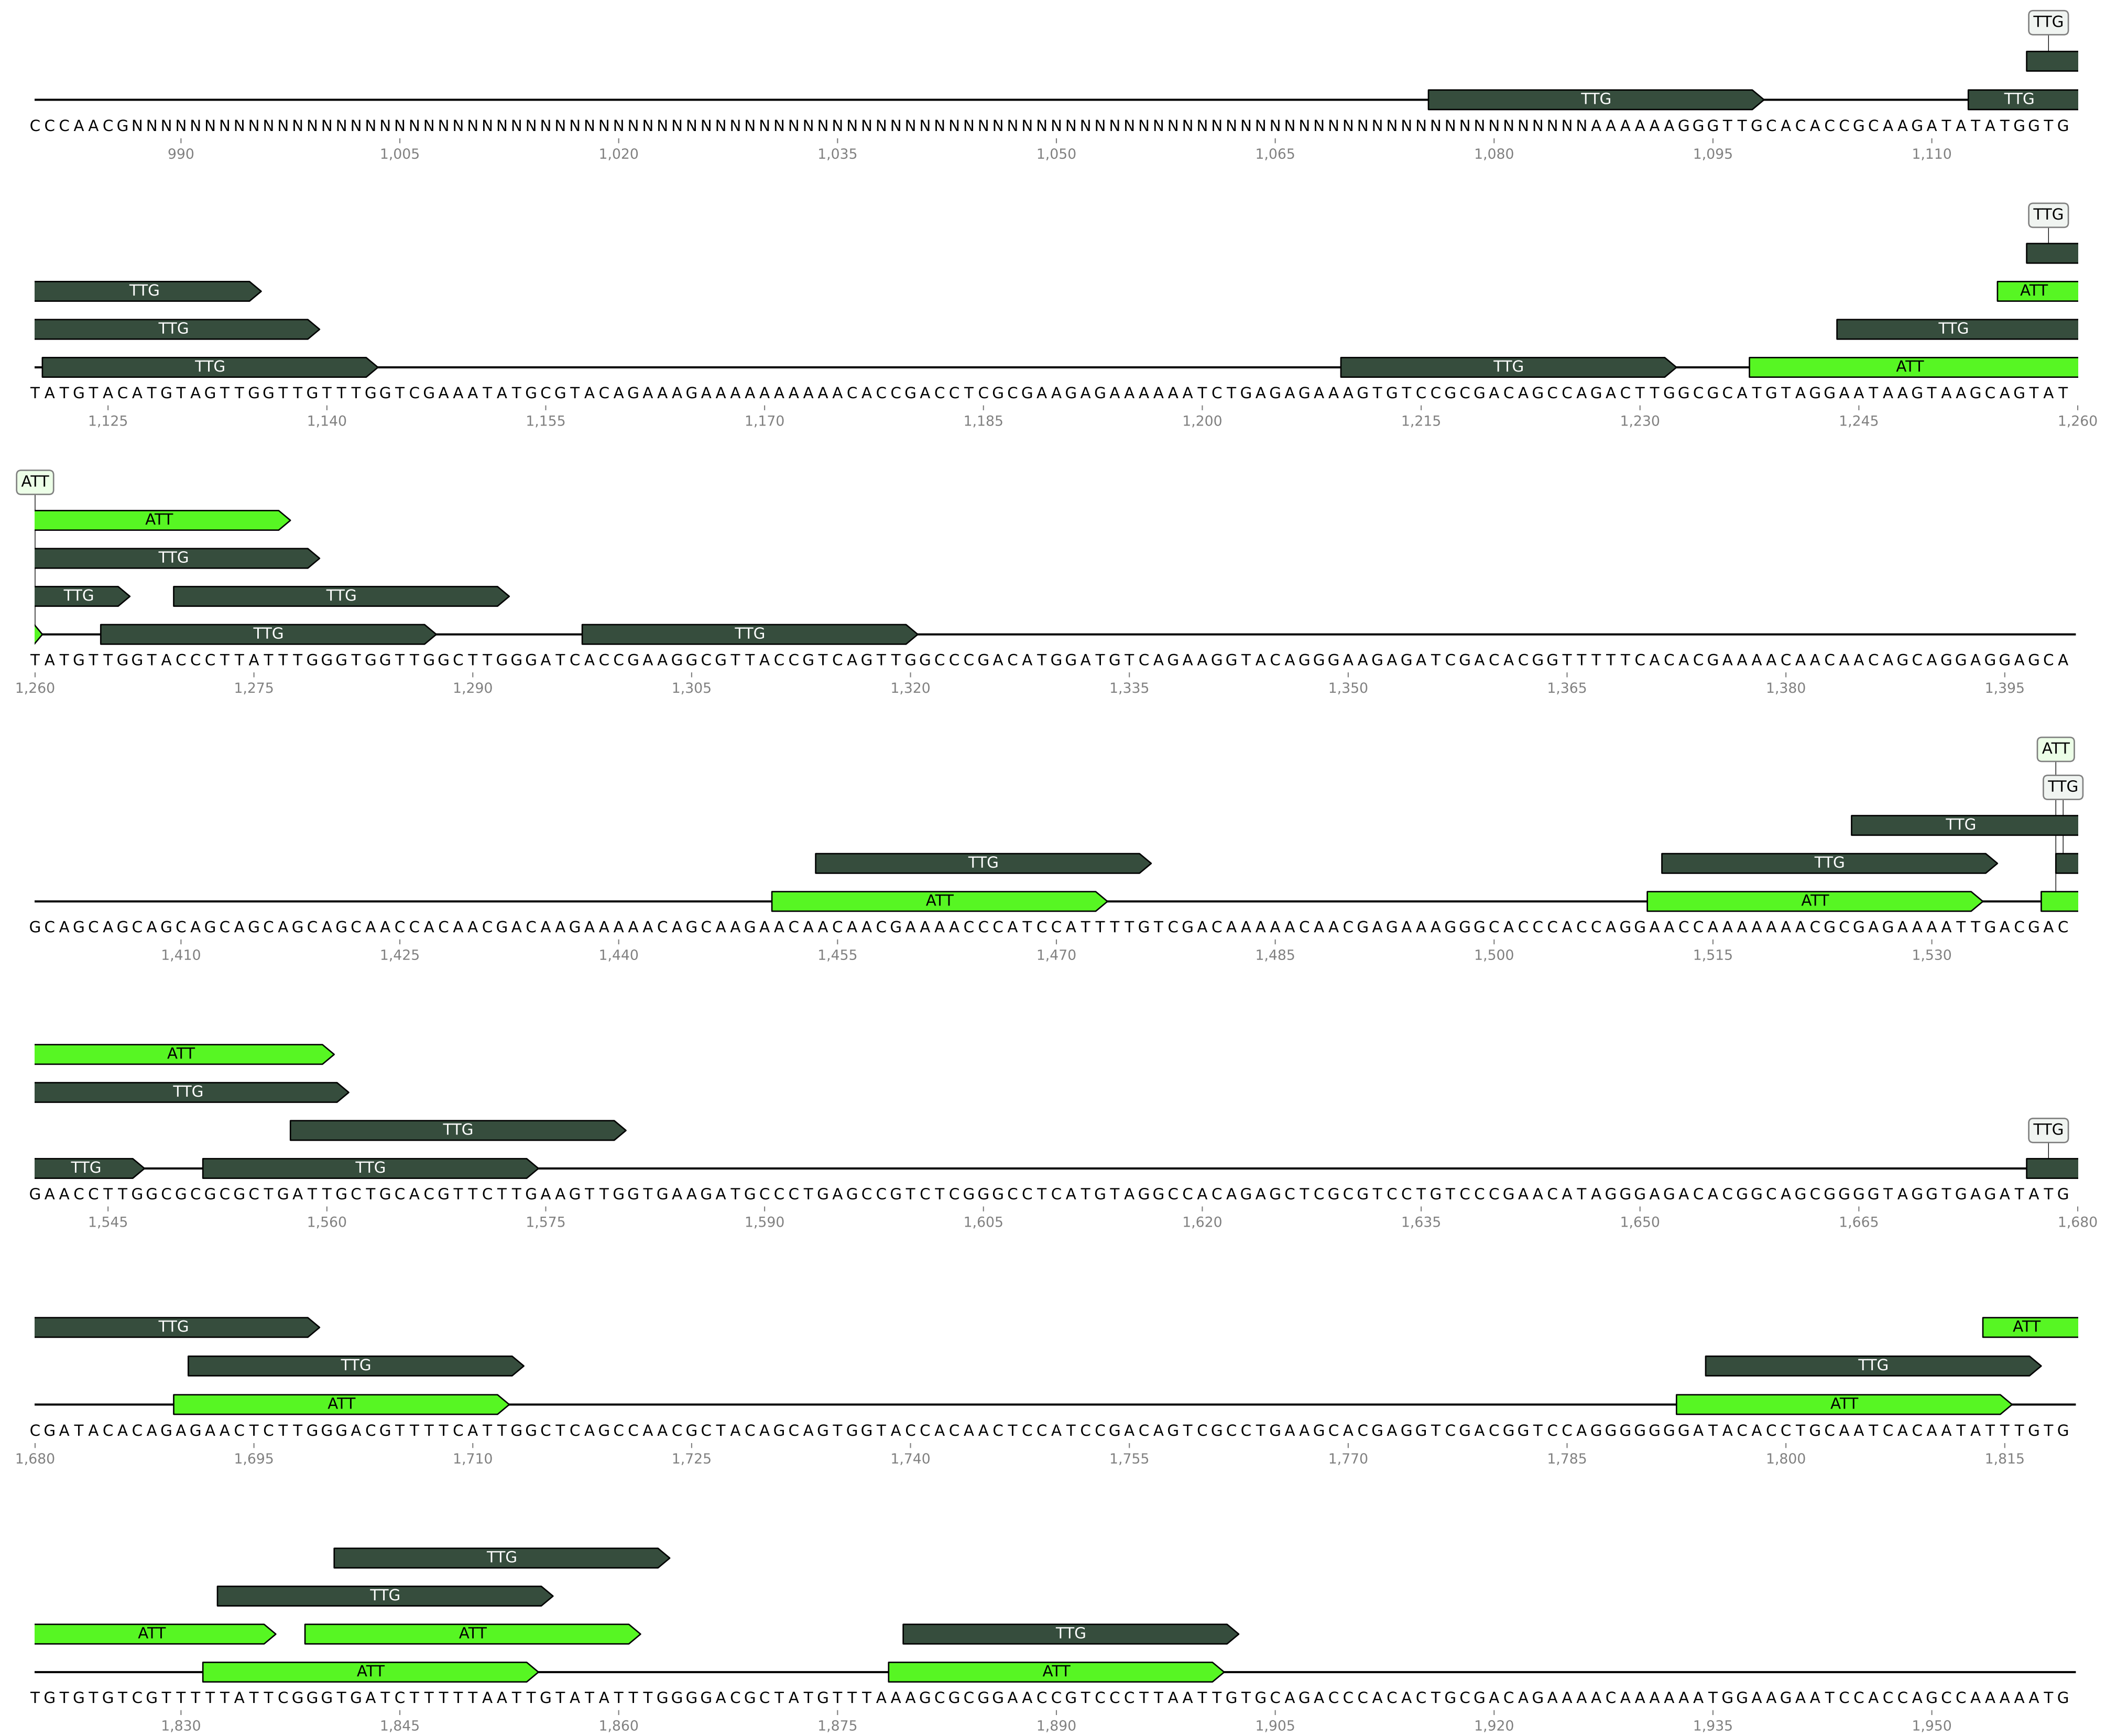 TTG
TTG TTG
CCCAACGNNNNNNNNNNNNNNNNNNNNNNNNNNNNNNNNNNNNNNNNNNNNNNNNNNNNNNNNNNNNNNNNNNNNNNNNNNNNNNNNNNNNNNNNNNNNNNNNNNNNNNNNNNNAAAAAAGGGTTGCACACCGCAAGATATATGGTG
990 1,005 1,020 1,035 1,050 1,065 1,080 1,095 1,110
TTG
TTG ATT
TTG TTG
TTG TTG ATT
TATGTACATGTAGTTGGTTGTTTGGTCGAAATATGCGTACAGAAAGAAAAAAAAAACACCGACCTCGCGAAGAGAAAAAATCTGAGAGAAAGTGTCCGCGACAGCCAGACTTGGCGCATGTAGGAATAAGTAAGCAGTAT
1,125 1,140 1,155 1,170 1,185 1,200 1,215 1,230 1,245 1,260
ATT
ATT
TTG
TTG TTG
TTG TTG
TATGTTGGTACCCTTATTTGGGTGGTTGGCTTGGGATCACCGAAGGCGTTACCGTCAGTTGGCCCGACATGGATGTCAGAAGGTACAGGGAAGAGATCGACACGGTTTTTCACACGAAAACAACAACAGCAGGAGGAGCA
1,260 1,275 1,290 1,305 1,320 1,335 1,350 1,365 1,380 1,395
ATT
TTG
TTG
TTG TTG
ATT ATT
GCAGCAGCAGCAGCAGCAGCAGCAACCACAACGACAAGAAAAACAGCAAGAACAACAACGAAAACCCATCCATTTTGTCGACAAAAACAACGAGAAAGGGCACCCACCAGGAACCAAAAAAACGCGAGAAAATTGACGAC
1,410 1,425 1,440 1,455 1,470 1,485 1,500 1,515 1,530
ATT
TTG
TTG TTG
TTG TTG
GAACCTTGGCGCGCGCTGATTGCTGCACGTTCTTGAAGTTGGTGAAGATGCCCTGAGCCGTCTCGGGCCTCATGTAGGCCACAGAGCTCGCGTCCTGTCCCGAACATAGGGAGACACGGCAGCGGGGTAGGTGAGATATG
1,545 1,560 1,575 1,590 1,605 1,620 1,635 1,650 1,665 1,680
TTG ATT
TTG TTG
ATT ATT
CGATACACAGAGAACTCTTGGGACGTTTTCATTGGCTCAGCCAACGCTACAGCAGTGGTACCACAACTCCATCCGACAGTCGCCTGAAGCACGAGGTCGACGGTCCAGGGGGGGATACACCTGCAATCACAATATTTGTG
1,680 1,695 1,710 1,725 1,740 1,755 1,770 1,785 1,800 1,815
TTG
TTG
ATT ATT TTG
ATT ATT
TGTGTGTCGTTTTTATTCGGGTGATCTTTTTAATTGTATATTTGGGGACGCTATGTTTAAAGCGCGGAACCGTCCCTTAATTGTGCAGACCCACACTGCGACAGAAAACAAAAAATGGAAGAATCCACCAGCCAAAAATG
1,830 1,845 1,860 1,875 1,890 1,905 1,920 1,935 1,950